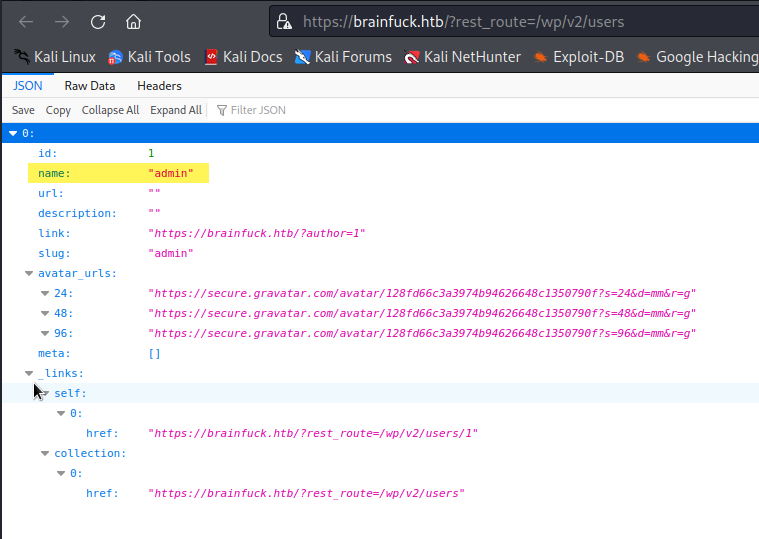 https://brainfuck.htb/?rest_route=/wp/v2/users
Kali Linux Kali Tools Kali Docs Kali Forums Kali NetHunter Exploit-DB Google Hacking
JSON Raw Data Headers
Save Copy Collapse All Expand All Filter JSON
0:
id: 1
name: "admin"
url: ""
description: ""
link: "https://brainfuck.htb/?author=1"
slug: "admin"
avatar_urls:
24: "https://secure.gravatar.com/avatar/128fd66c3a3974b94626648c1350790f?s=24&d=mm&r=g"
48: "https://secure.gravatar.com/avatar/128fd66c3a3974b94626648c1350790f?s=48&d=mm&r=g"
96: "https://secure.gravatar.com/avatar/128fd66c3a3974b94626648c1350790f?s=96&d=mm&r=g"
meta: []
_links:
self:
0:
href: "https://brainfuck.htb/?rest_route=/wp/v2/users/1"
collection:
0:
href: "https://brainfuck.htb/?rest_route=/wp/v2/users"